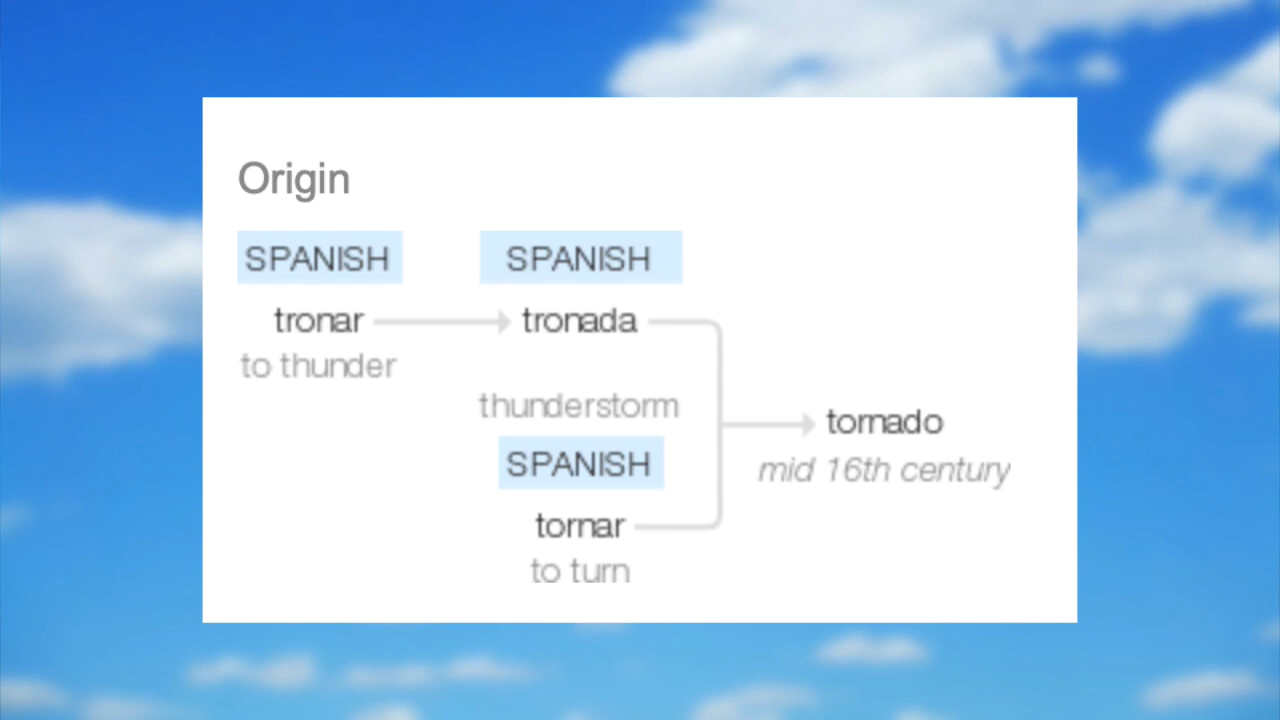 Origin
SPANISH SPANISH
tronar tronada
to thunder
thunderstorm
tornado
SPANISH
mid 16th century
tornar
to turn